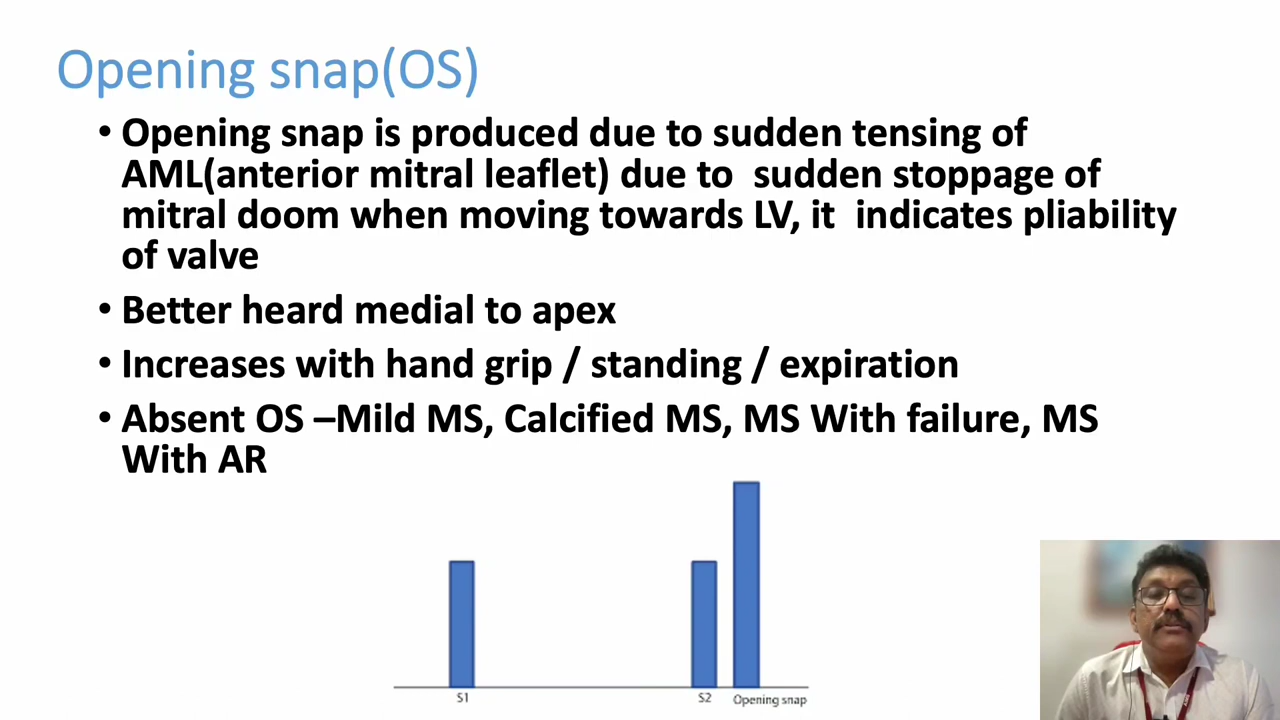 Opening snap(OS)
• Opening snap is produced due to sudden tensing of
AML(anterior mitral leaflet) due to  sudden stoppage of
mitral doom when moving towards LV, it  indicates pliability
of valve
• Better heard medial to apex
• Increases with hand grip / standing / expiration
• Absent OS –Mild MS, Calcified MS, MS With failure, MS
With AR
S1 S2 Opening snap